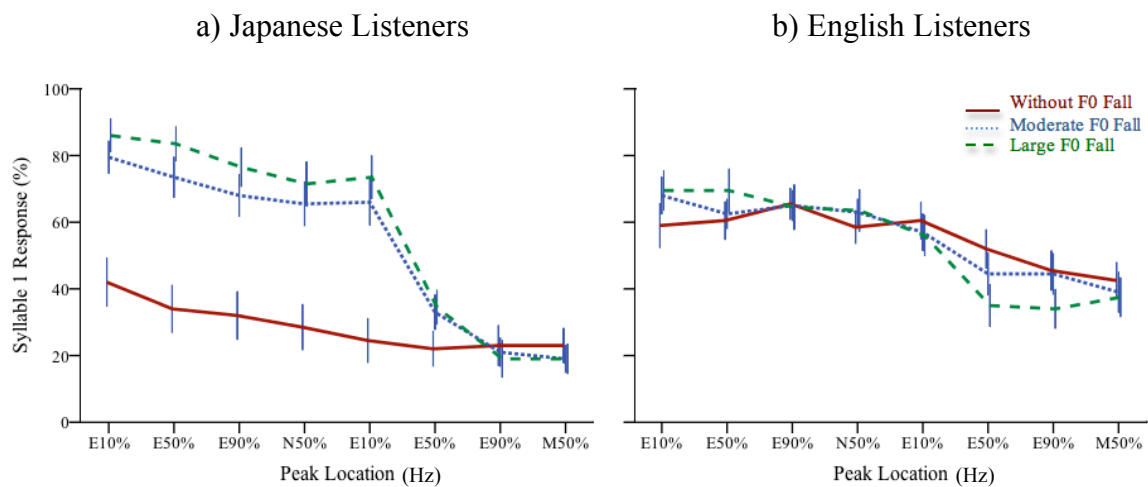 a) Japanese Listeners
b) English Listeners
Without F0 Fall
Moderate F0 Fall
Large F0 Fall
Syllable 1 Response (%)
100
80
60
40
20
0
E10% E50% E90% N50% E10% E50% E90% M50%
Peak Location (Hz)
E10% E50% E90% N50% E10% E50% E90% M50%
Peak Location (Hz)